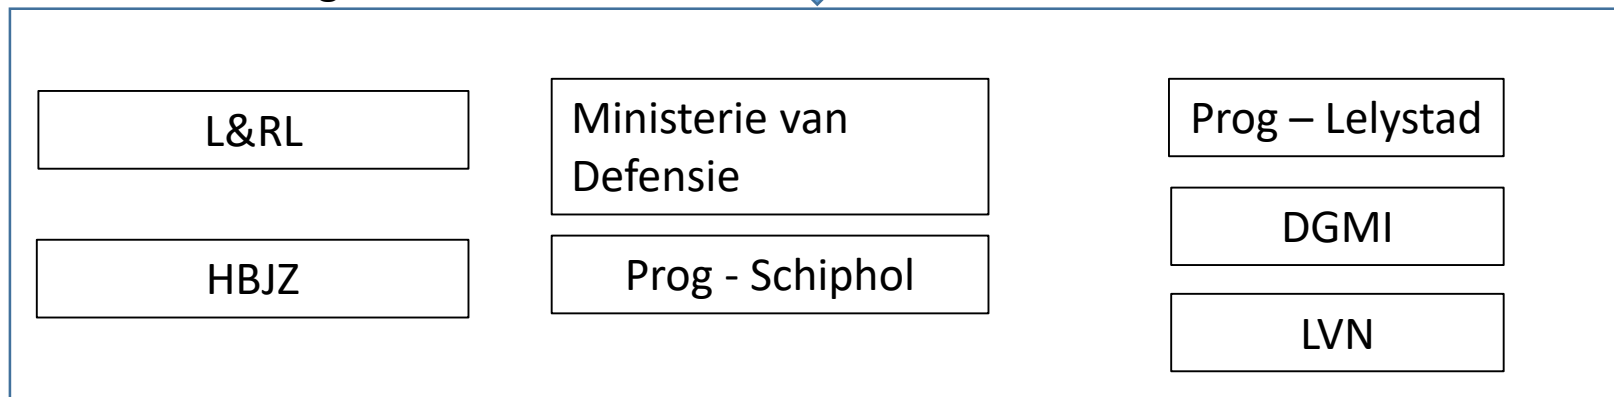 L&RL
HBJZ
Ministerie van
Defensie
Prog - Schiphol
Prog – Lelystad
DGMI
LVN